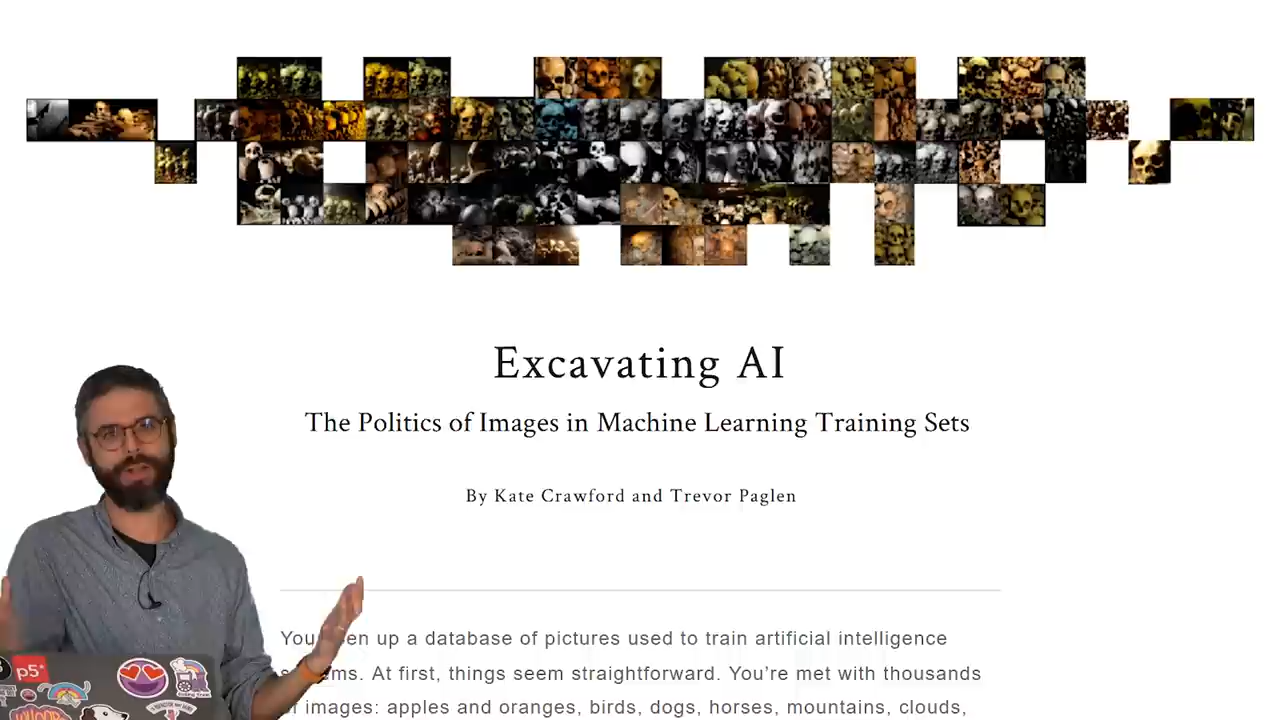 Excavating AI
The Politics of Images in Machine Learning Training Sets
By Kate Crawford and Trevor Paglen
You en up a database of pictures used to train artificial intelligence
s ms. At first, things seem straightforward. You’re met with thousands
of images: apples and oranges, birds, dogs, horses, mountains, clouds,
p5*